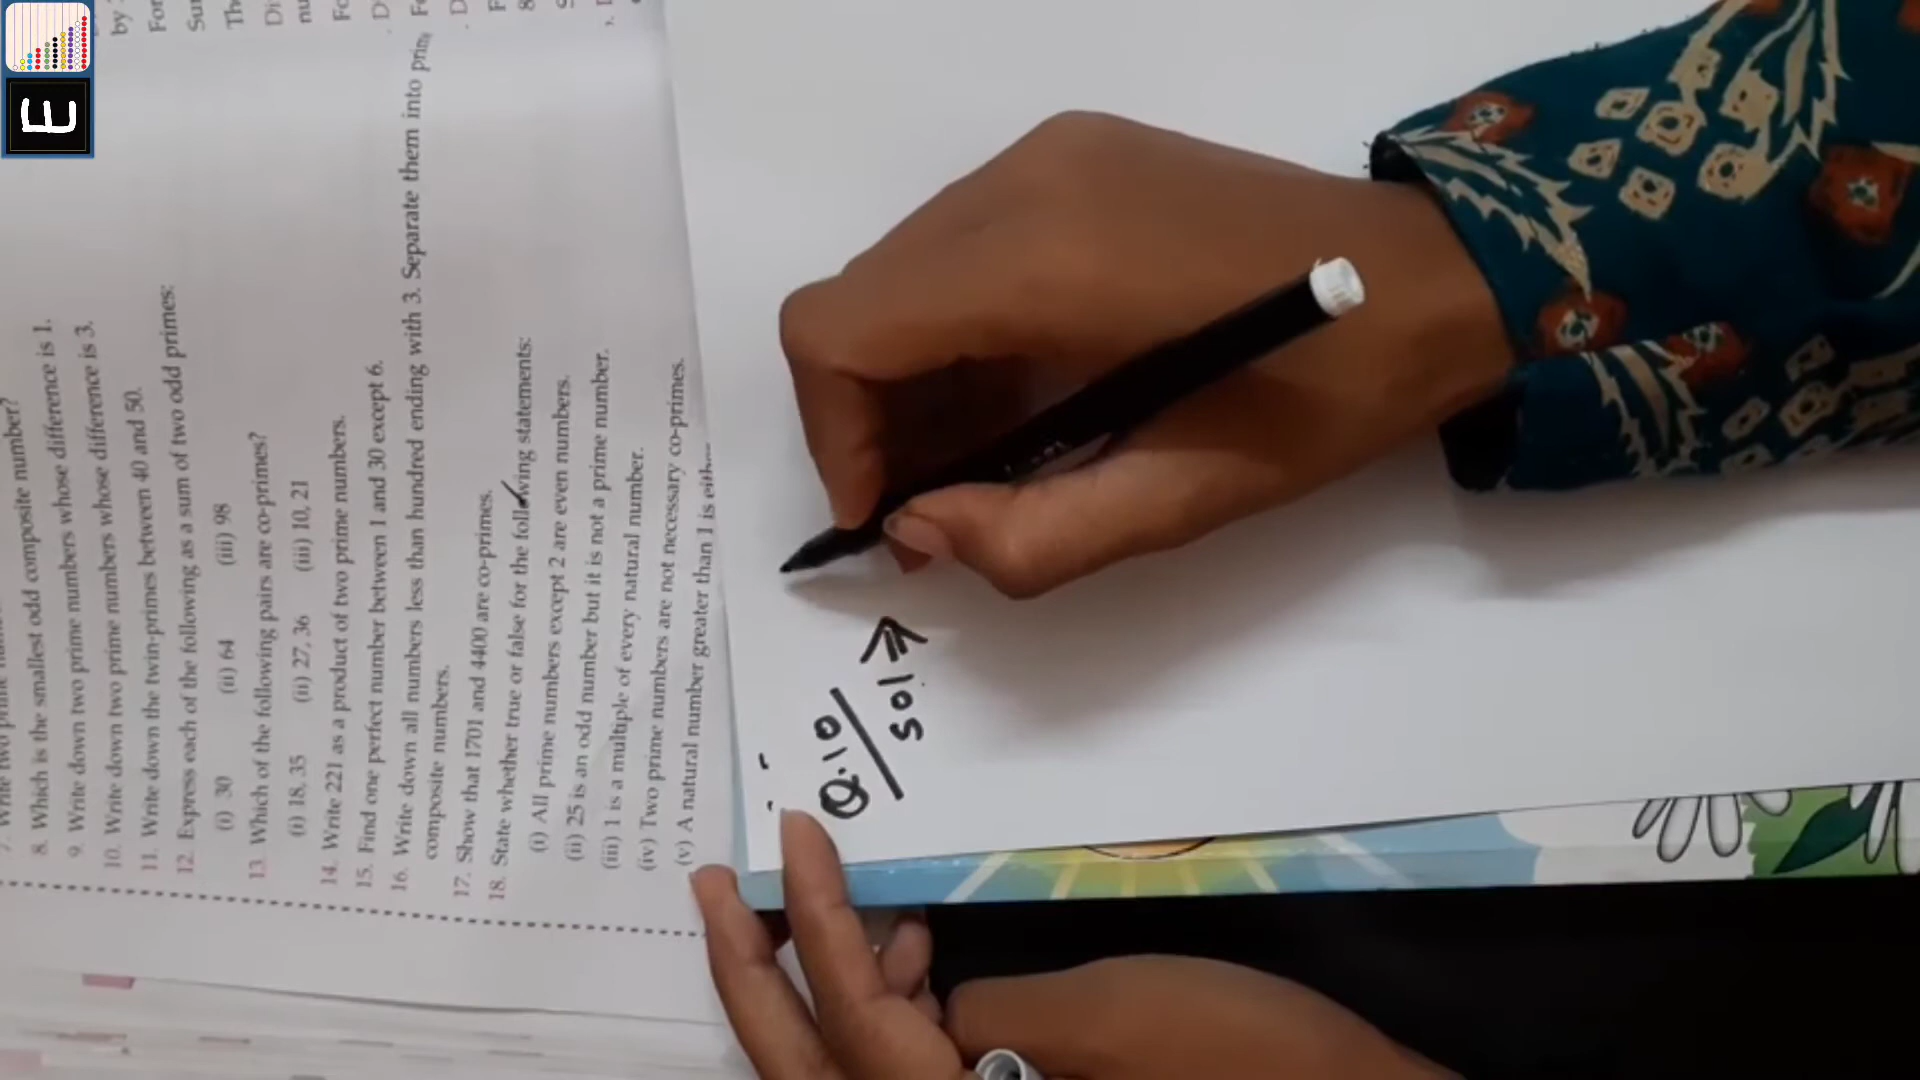 8. Which is the smallest odd composite number?
9. Write down two prime numbers whose difference is 1.
10. Write down two prime numbers whose difference is 3.
11. Write down the twin-primes between 40 and 50.
12. Express each of the following as a sum of two odd primes:
(i) 30 (ii) 64 (iii) 98
13. Which of the following pairs are co-primes?
(i) 18, 35 (ii) 27, 36 (iii) 10, 21
14. Write 221 as a product of two prime numbers.
15. Find one perfect number between 1 and 30 except 6.
16. Write down all numbers less than hundred ending with 3. Separate them into prim
composite numbers.
17. Show that 1701 and 4400 are co-primes.
18. State whether true or false for the following statements:
(i) All prime numbers except 2 are even numbers.
(ii) 25 is an odd number but it is not a prime number.
(iii) 1 is a multiple of every natural number.
(iv) Two prime numbers are not necessary co-primes.
(v) A natural number greater than 1 is
Q.10
Sol ⇒
E
by
For
Th
Di
nu